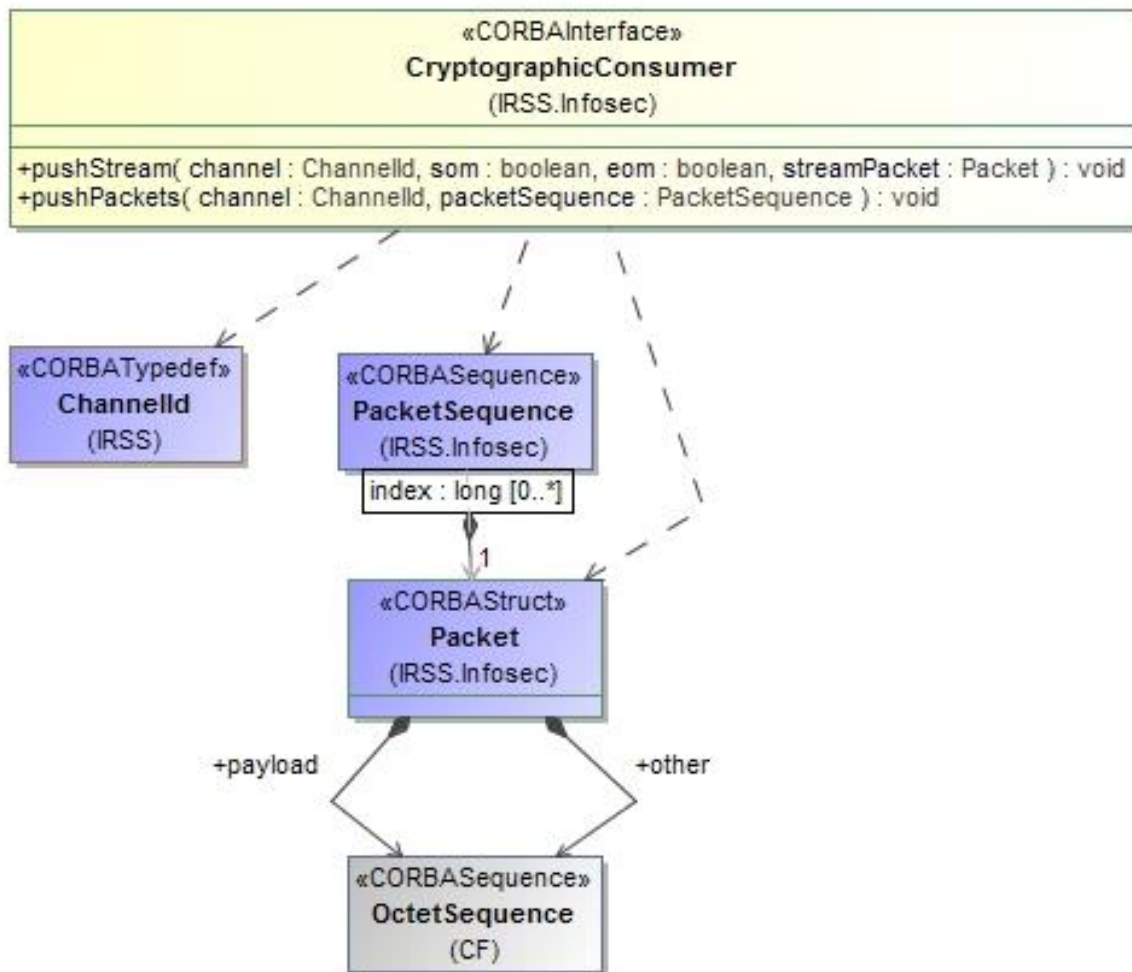 «CORBAInterface»
CryptographicConsumer
(IRSS.Infosec)
+pushStream( channel : ChannelId, som : boolean, eom : boolean, streamPacket : Packet ) : void
+pushPackets( channel : ChannelId, packetSequence : PacketSequence ) : void
«CORBATypedef»
ChannelId
(IRSS)
«CORBASequence»
PacketSequence
(IRSS.Infosec)
index : long [0..*]
1
«CORBAStruct»
Packet
(IRSS.Infosec)
+payload
+other
«CORBASequence»
OctetSequence
(CF)